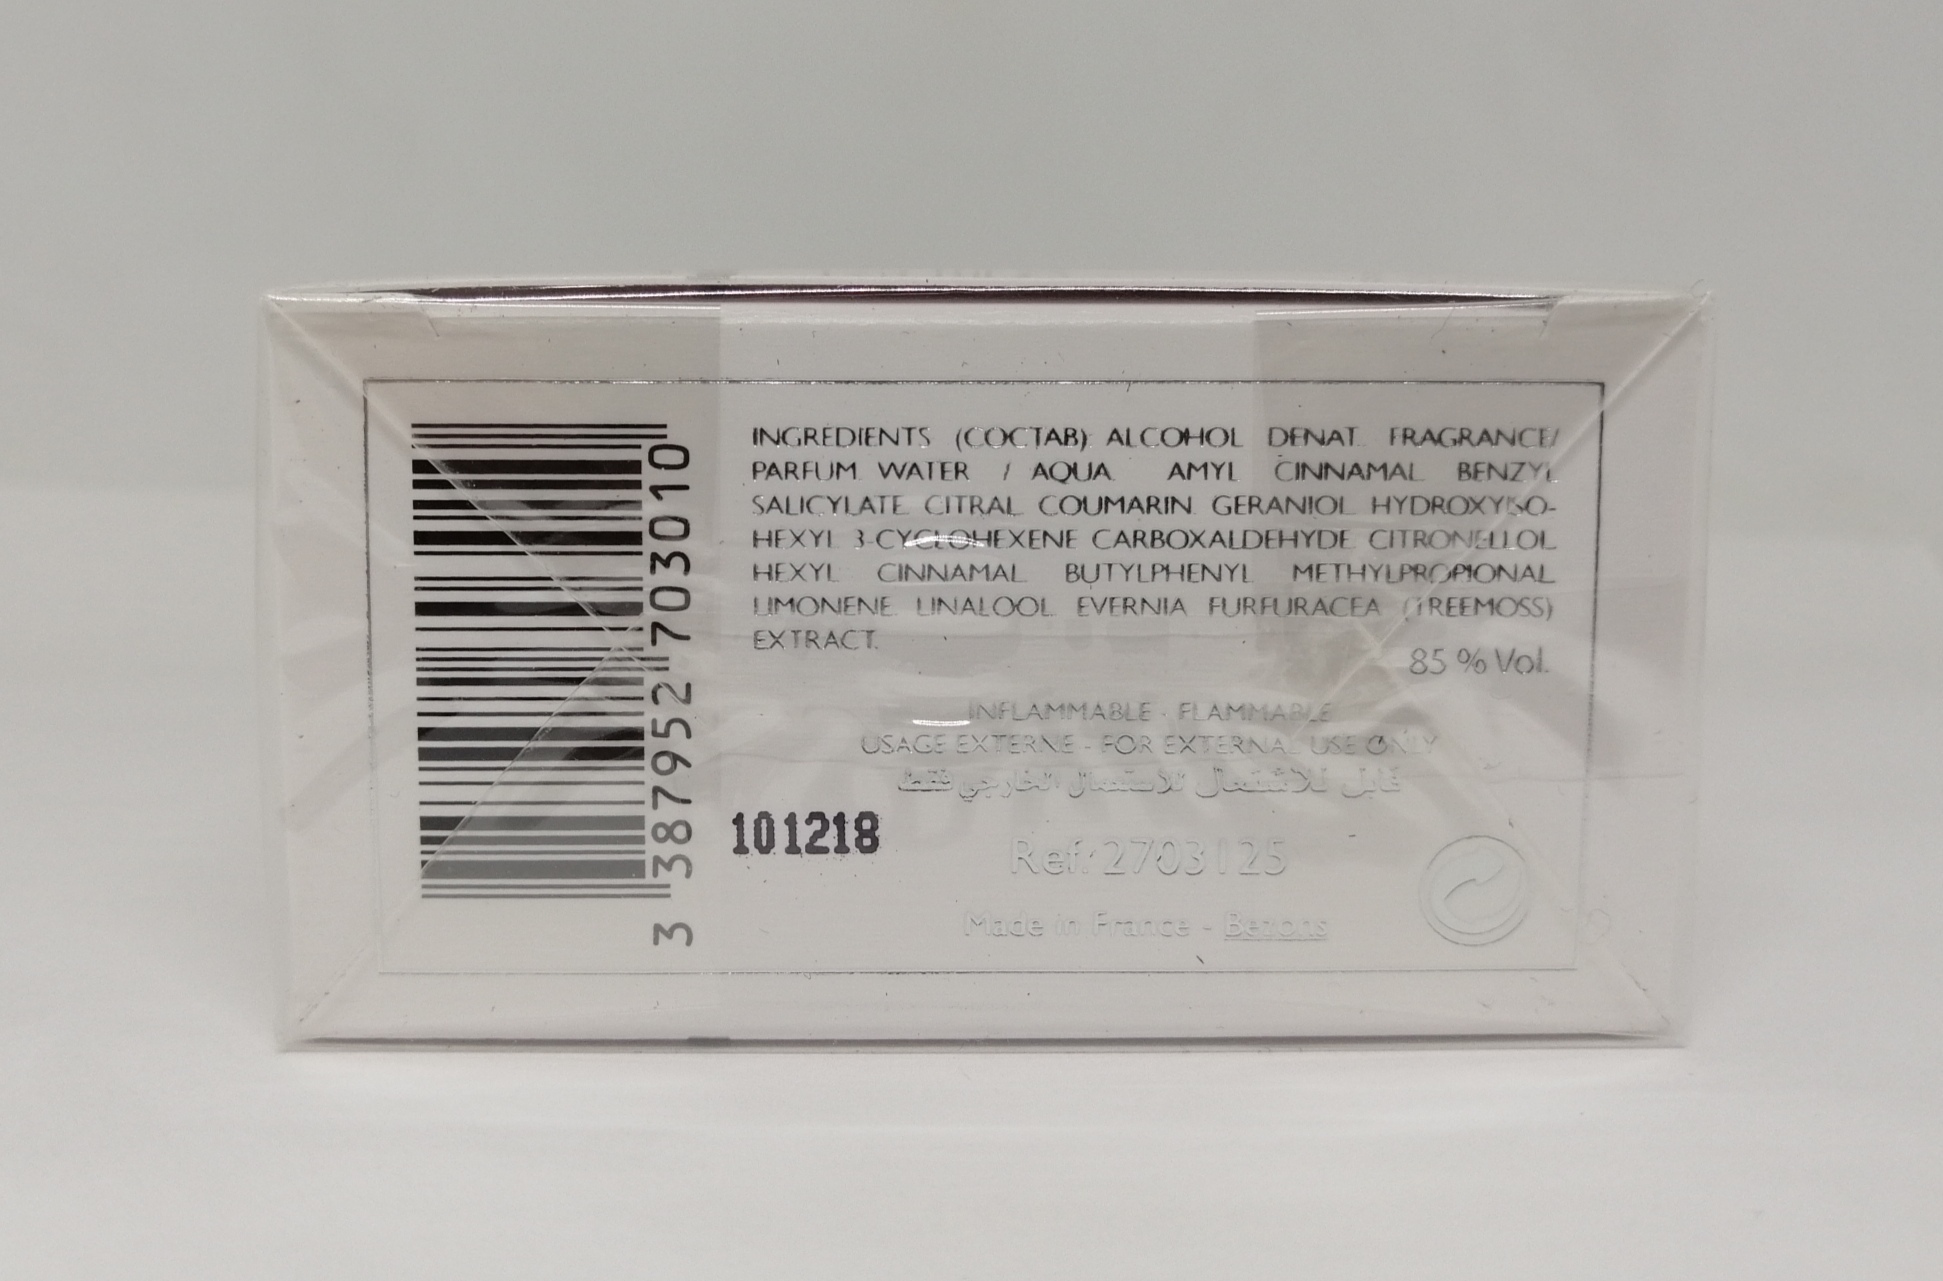 3 387952 703010
INGREDIENTS (СОСТАВ): ALCOHOL DENAT. FRAGRANCE/
PARFUM WATER / AQUA AMYL CINNAMAL BENZYL
SALICYLATE CITRAL COUMARIN GERANIOL HYDROXYISO-
HEXYL 3-CYCLOHEXENE CARBOXALDEHYDE CITRONELLOL
HEXYL CINNAMAL BUTYLPHENYL METHYLPROPIONAL
LIMONENE LINALOOL EVERNIA FURFURACEA (TREEMOSS)
EXTRACT.
85 % Vol.
INFLAMMABLE - FLAMMABLE
USAGE EXTERNE - FOR EXTERNAL USE ONLY
قابل للاشتعال للاستعمال الخارجي فقط
101218
Ref: 2703125
Made in France - Bezons